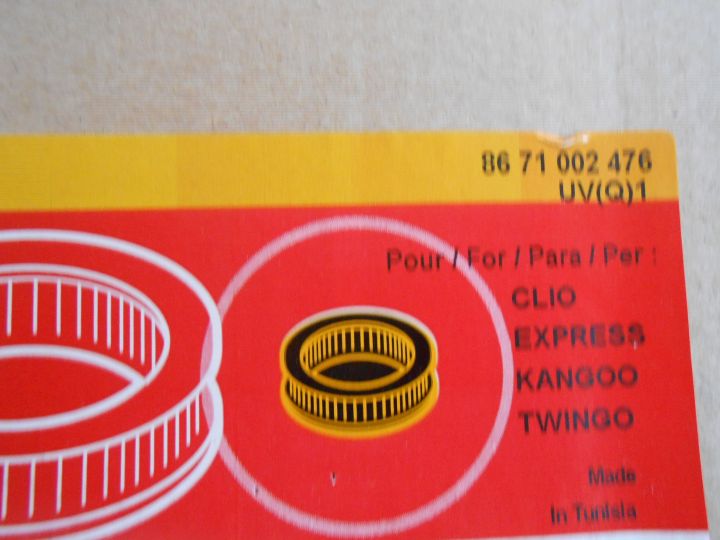 86 71 002 476
UV(Q)1
Pour / For / Para / Per :
CLIO
EXPRESS
KANGOO
TWINGO
Made
In Tunisia